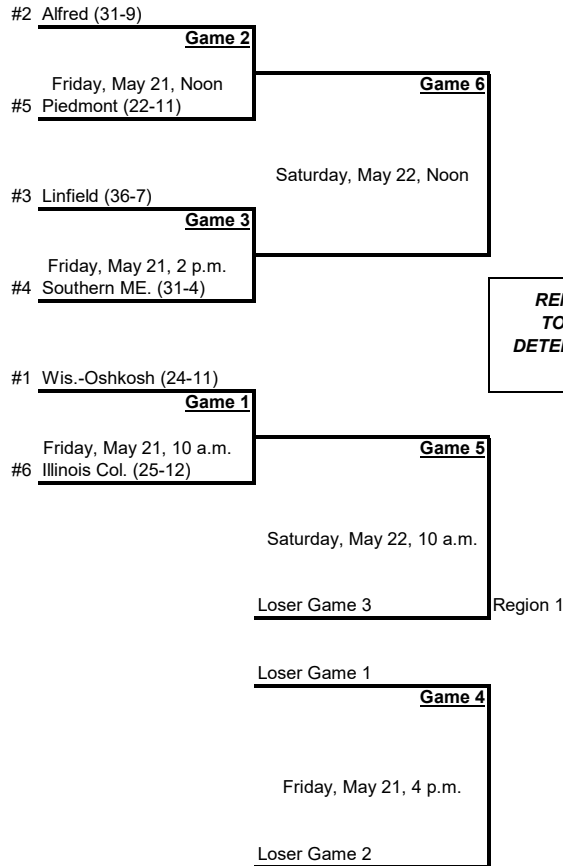 #2 Alfred (31-9)
Game 2
Friday, May 21, Noon
Game 6
#5 Piedmont (22-11)
Saturday, May 22, Noon
#3 Linfield (36-7)
Game 3
Friday, May 21, 2 p.m.
#4 Southern ME. (31-4)
TO
#1 Wis.-Oshkosh (24-11)
Game 1
Friday, May 21, 10 a.m.
Game 5
#6 Illinois Col. (25-12)
Saturday, May 22, 10 a.m.
Loser Game 3
Region 1
Loser Game 1
Game 4
Friday, May 21, 4 p.m.
Loser Game 2